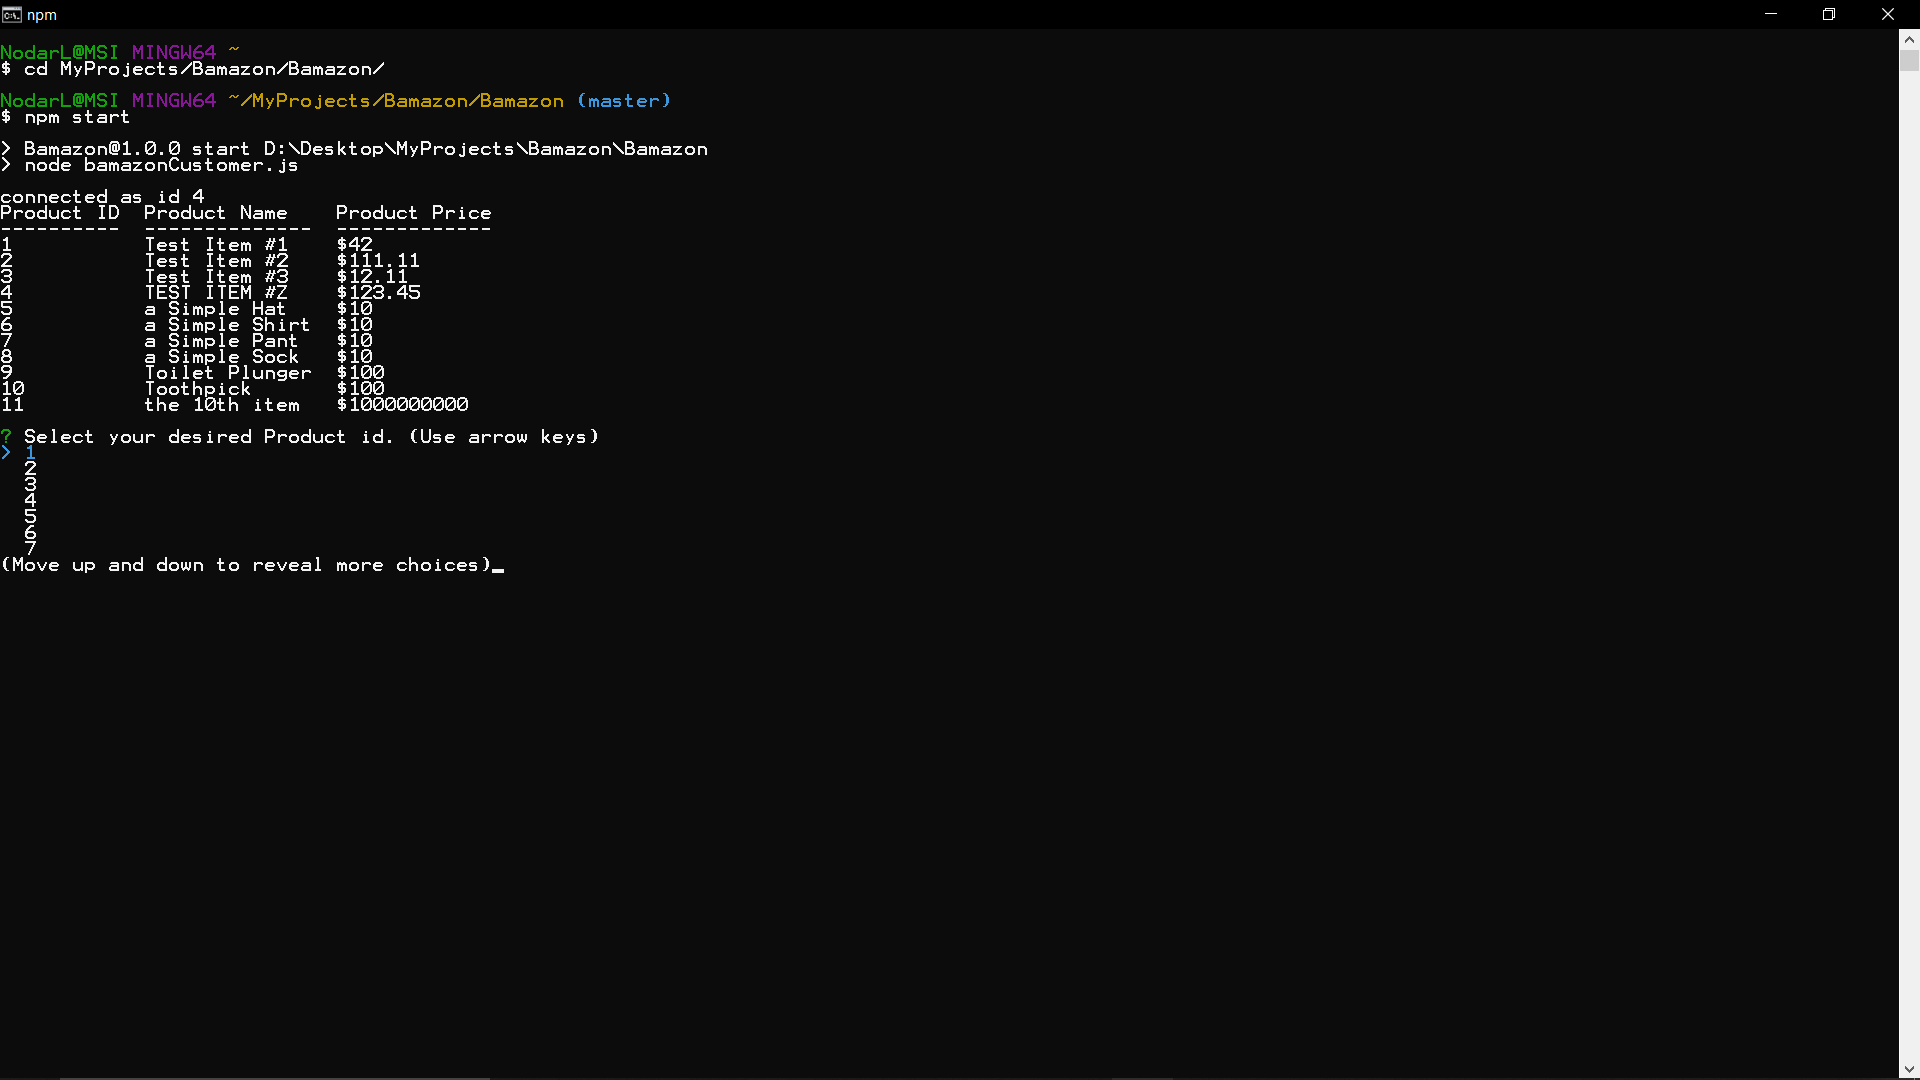 npm
NodarL@MSI MINGW64 ~
$ cd MyProjects/Bamazon/Bamazon/
NodarL@MSI MINGW64 ~/MyProjects/Bamazon/Bamazon (master)
$ npm start
> Bamazon@1.0.0 start D:\Desktop\MyProjects\Bamazon\Bamazon
> node bamazonCustomer.js
connected as id 4
Product ID  Product Name    Product Price
----------  --------------  -------------
1           Test Item #1    $42
2           Test Item #2    $111.11
3           Test Item #3    $12.11
4           TEST ITEM #Z    $123.45
5           a Simple Hat    $10
6           a Simple Shirt  $10
7           a Simple Pant   $10
8           a Simple Sock   $10
9           Toilet Plunger  $100
10          Toothpick       $100
11          the 10th item   $1000000000
? Select your desired Product id. (Use arrow keys)
> 1
2
3
4
5
6
7
(Move up and down to reveal more choices)